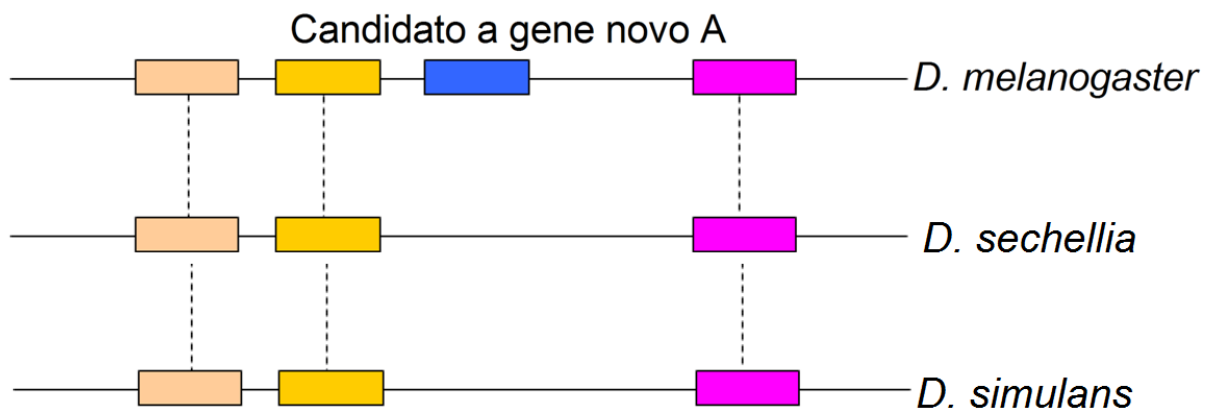 Candidato a gene novo A
D. melanogaster
D. sechellia
D. simulans